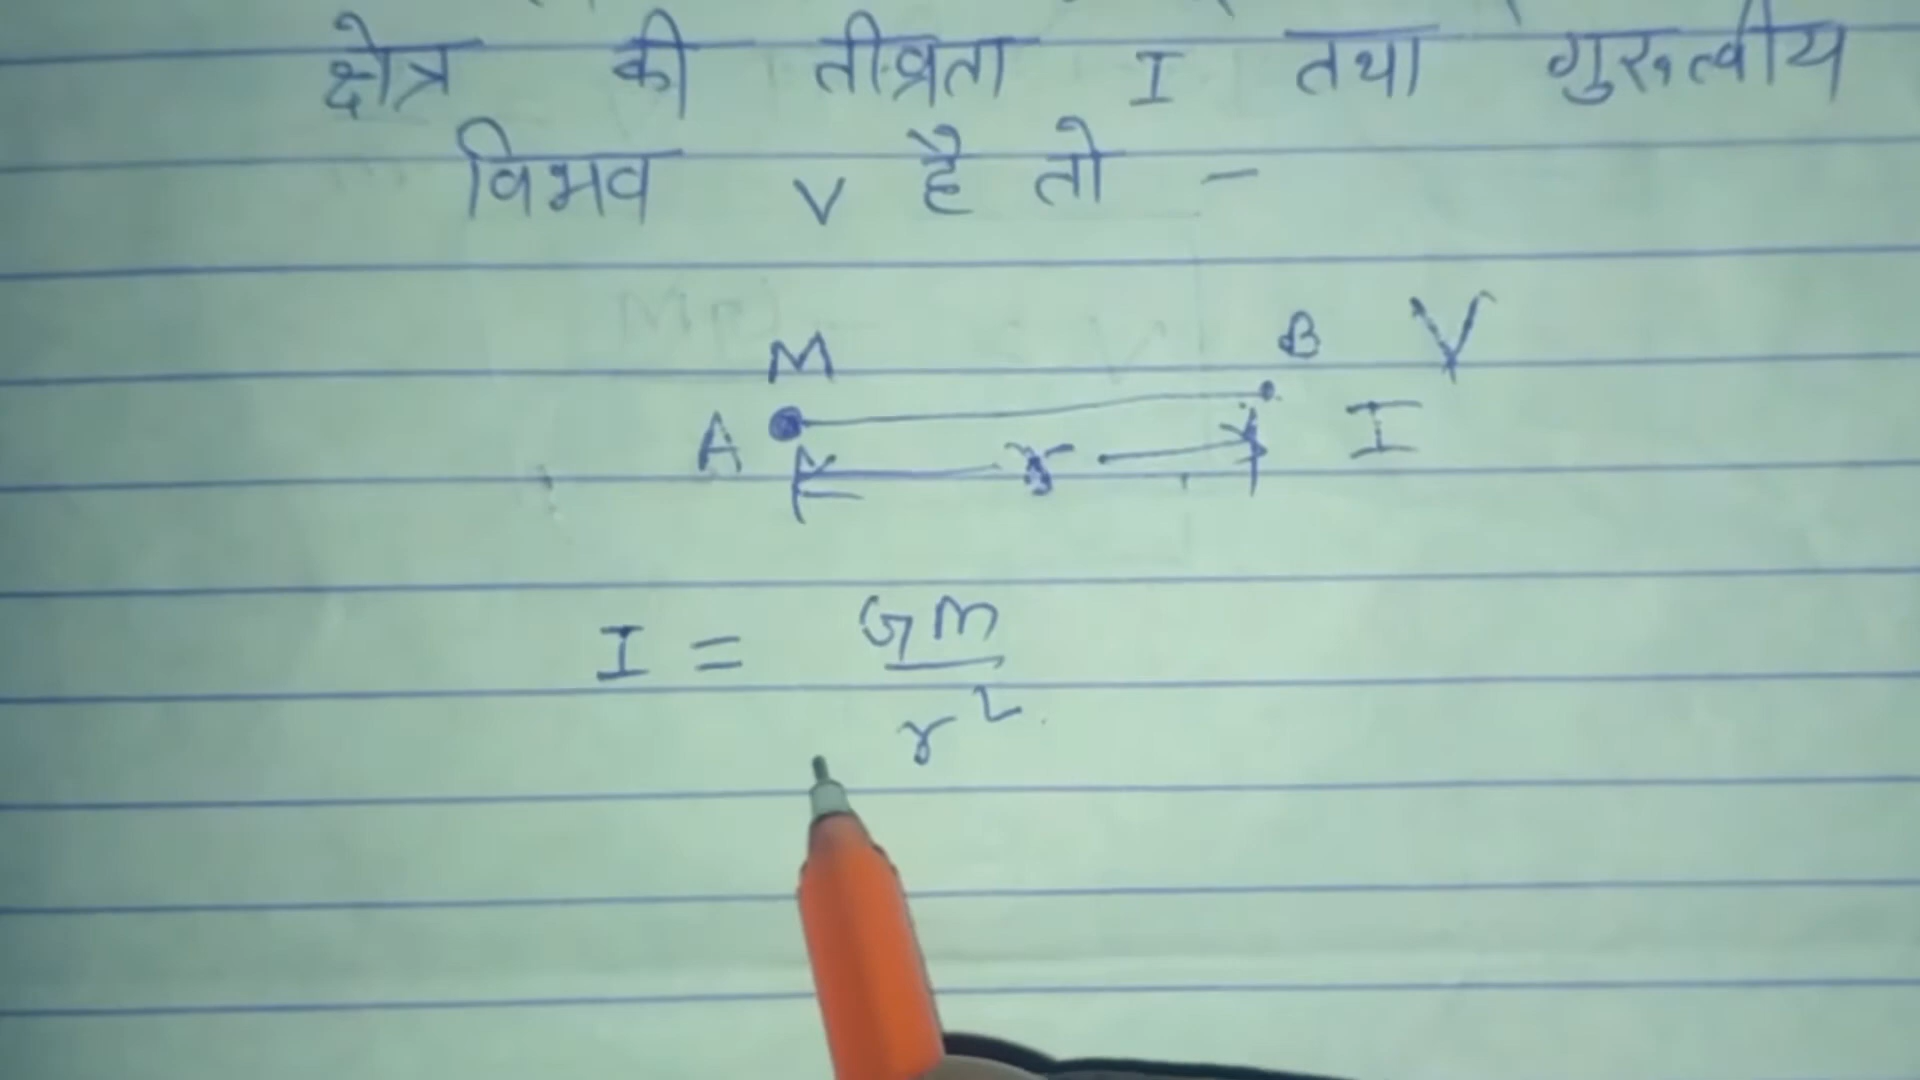 क्षेत्र की तीव्रता I तथा गुरुत्वीय
विभव V है तो -
M B V
A r I
I = Gm
r²